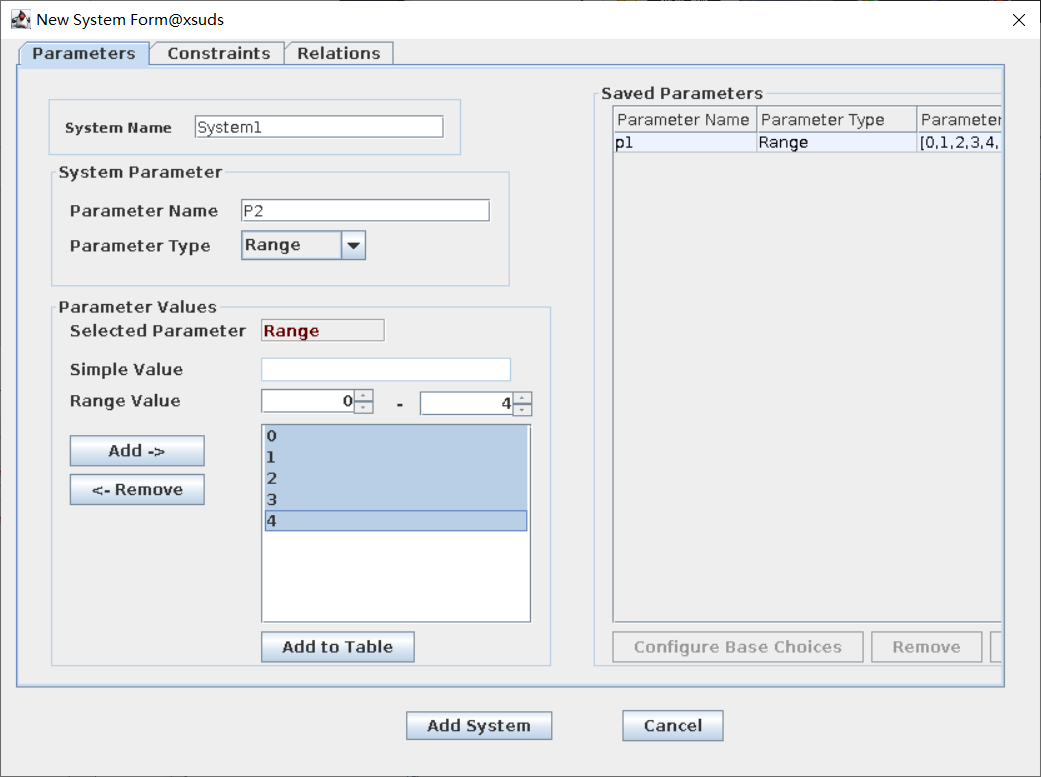 New System Form@xsuds
Parameters Constraints Relations
System Name System1
System Parameter
Parameter Name P2
Parameter Type Range
Parameter Values
Selected Parameter Range
Simple Value
Range Value 0 - 4
Add ->
<- Remove
0
1
2
3
4
Add to Table
Saved Parameters
Parameter Name Parameter Type Parameter
p1 Range [0,1,2,3,4,
Configure Base Choices Remove
Add System Cancel